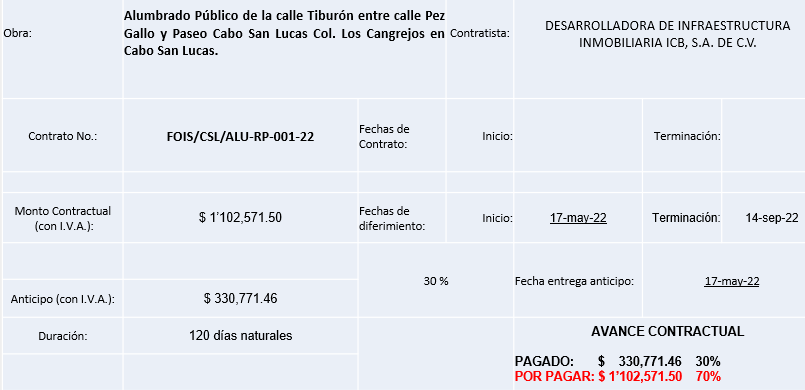 Obra:
Alumbrado Público de la calle Tiburón entre calle Pez
Gallo y Paseo Cabo San Lucas Col. Los Cangrejos en
Cabo San Lucas.
Contratista:
DESARROLLADORA DE INFRAESTRUCTURA
INMOBILIARIA ICB, S.A. DE C.V.
Contrato No.:
FOIS/CSL/ALU-RP-001-22
Fechas de
Contrato:
Inicio:
Terminación:
Monto Contractual
(con I.V.A.):
$ 1’102,571.50
Fechas de
diferimiento:
Inicio:
17-may-22
Terminación:
14-sep-22
Anticipo (con I.V.A.):
$ 330,771.46
30 %
Fecha entrega anticipo:
17-may-22
Duración:
120 días naturales
AVANCE CONTRACTUAL
PAGADO: $ 330,771.46 30%
POR PAGAR: $ 1’102,571.50 70%